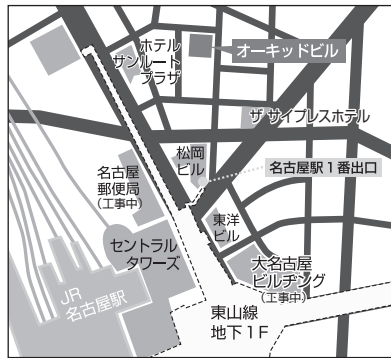 ホテル
サンルート
プラザ
オーキッドビル
ザ サイプレスホテル
松岡
ビル
名古屋駅1番出口
名古屋
郵便局
(工事中)
東洋
ビル
セントラル
タワーズ
大名古屋
ビルヂング
(工事中)
JR
名古屋駅
東山線
地下1F